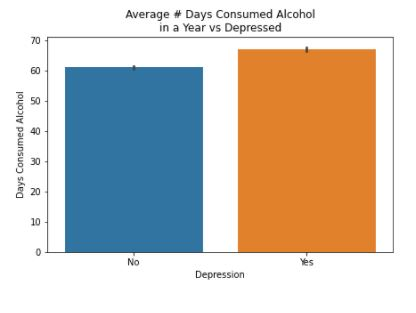 Average # Days Consumed Alcohol
in a Year vs Depressed
70
60
50
40
30
20
10
0
Days Consumed Alcohol
No
Yes
Depression